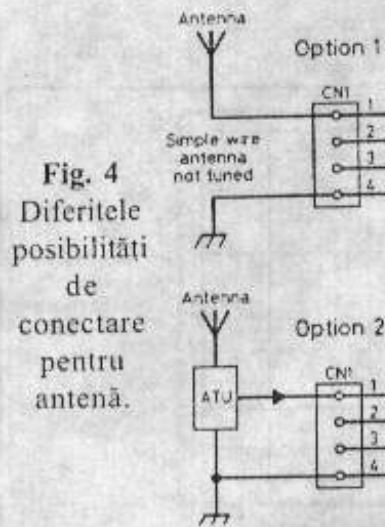 Antenna
Option 1
CN1
1
2
3
4
Simple wire
antenna
not tuned
Fig. 4
Diferitele
posibilități
de
conectare
pentru
antenă.
Antenna
Option 2
ATU
CN1
1
2
3
4